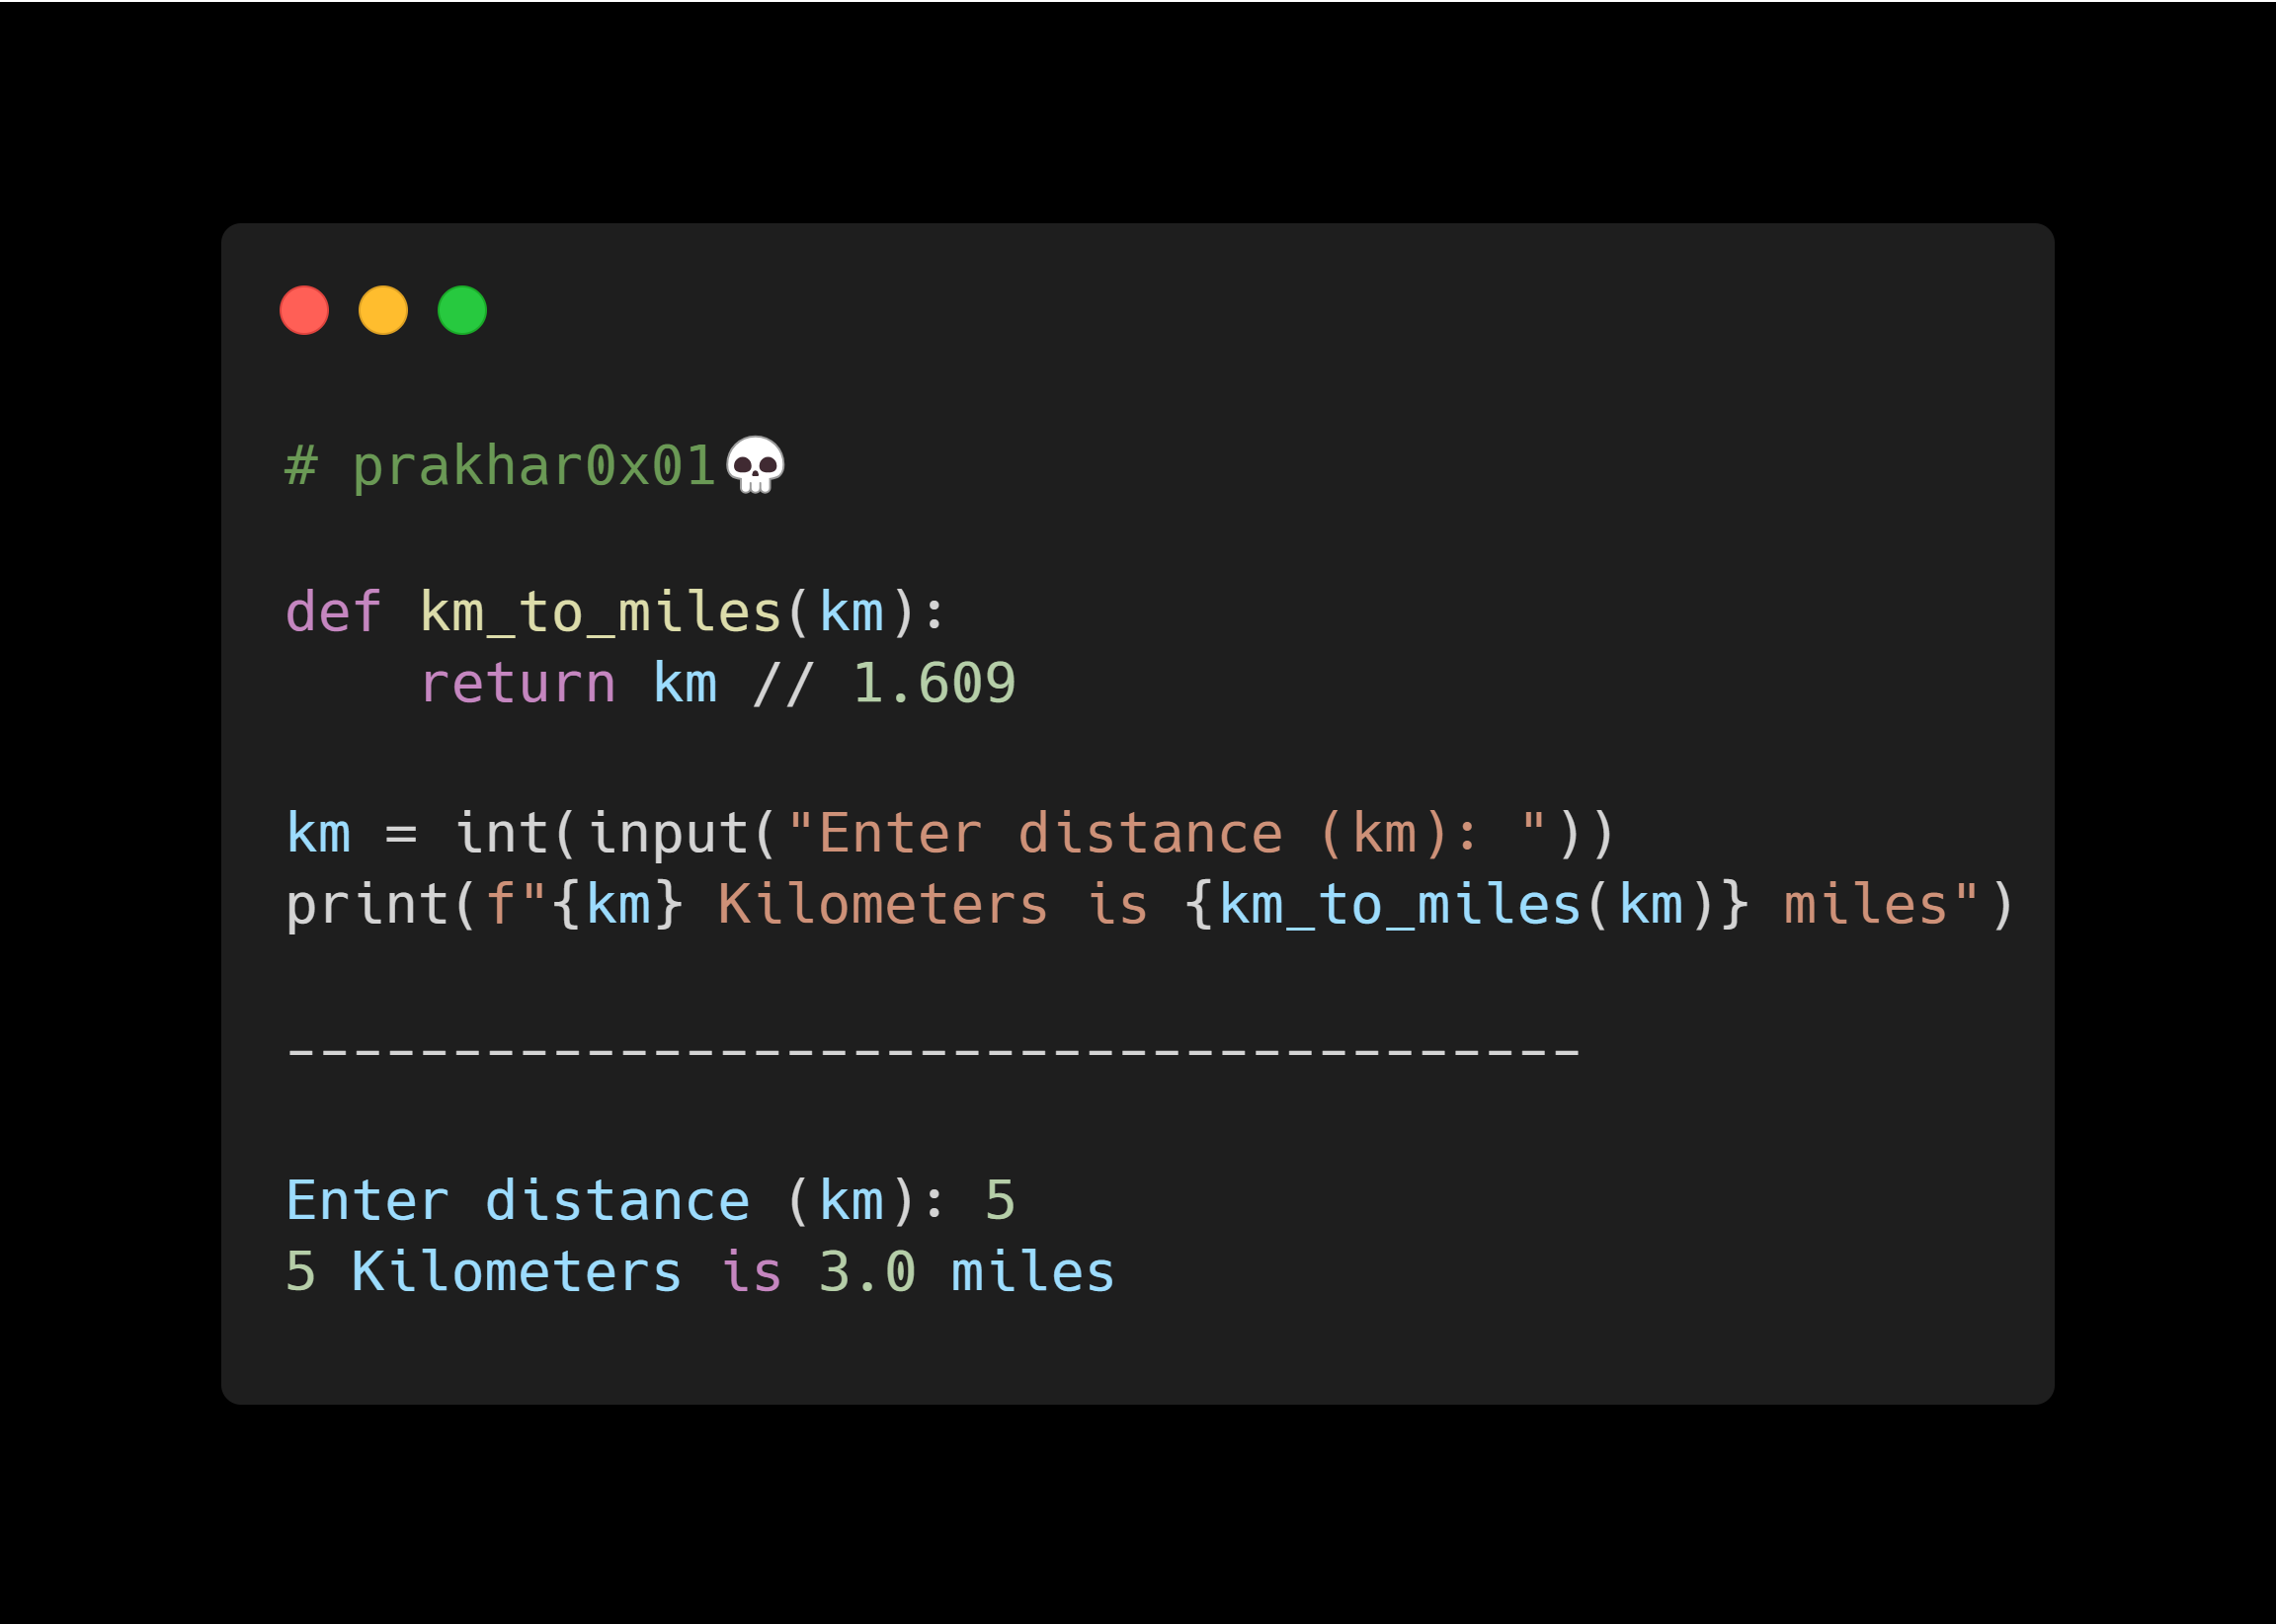 # prakhar0x01💀
def km_to_miles(km):
    return km // 1.609
km = int(input("Enter distance (km): "))
print(f"{km} Kilometers is {km_to_miles(km)} miles")
---------------------------------------
Enter distance (km): 5
5 Kilometers is 3.0 miles